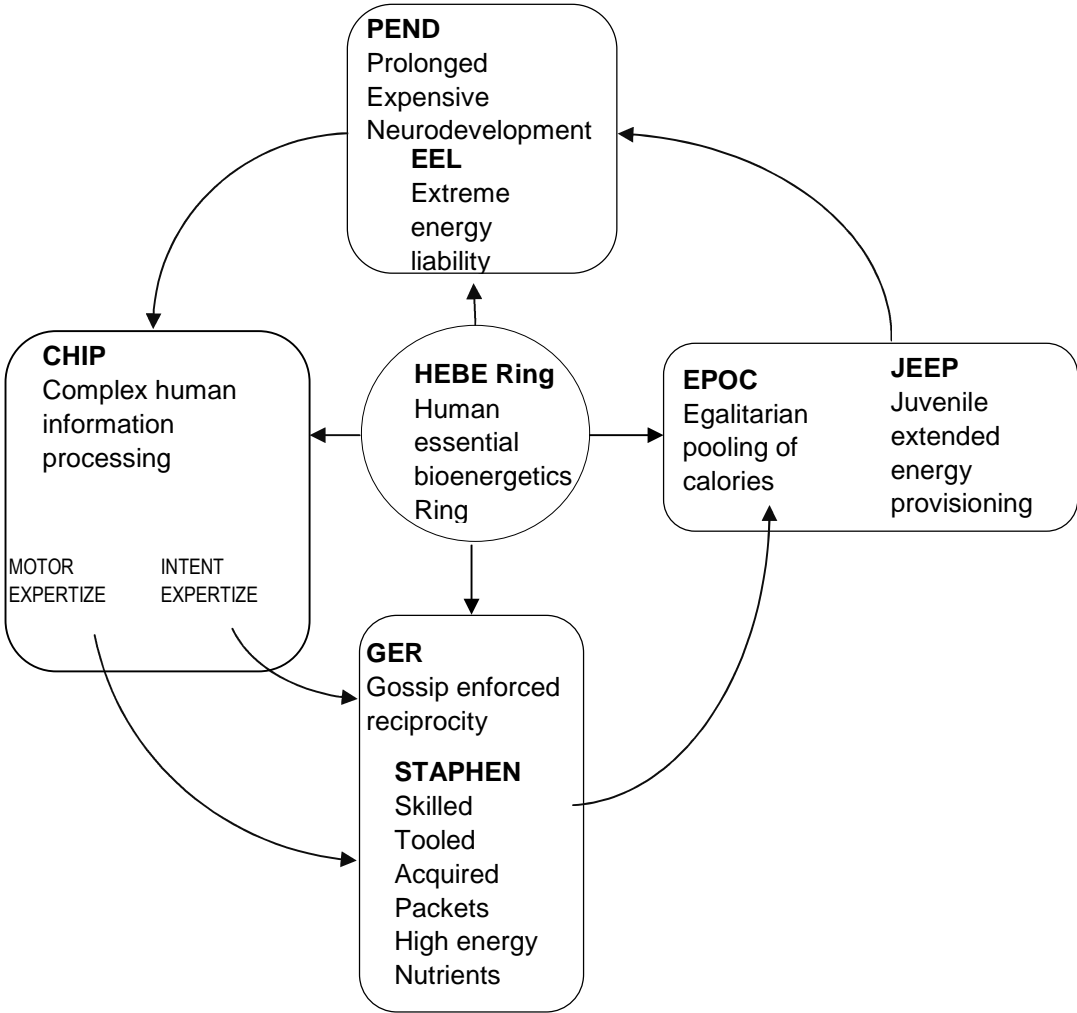 PEND
Prolonged
Expensive
Neurodevelopment
EEL
Extreme
energy
liability
CHIP
Complex human
information
processing
MOTOR
EXPERTIZE
INTENT
EXPERTIZE
HEBE Ring
Human
essential
bioenergetics
Ring
EPOC
Egalitarian
pooling of
calories
JEEP
Juvenile
extended
energy
provisioning
GER
Gossip enforced
reciprocity
STAPHEN
Skilled
Tooled
Acquired
Packets
High energy
Nutrients